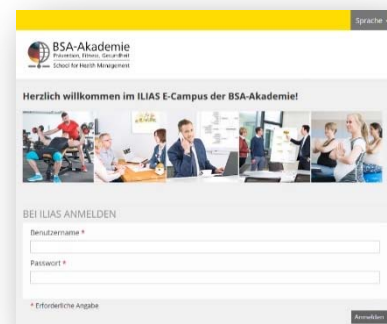 Sprache
BSA-Akademie
Prävention, Fitness, Gesundheit
School for Health Management
Herzlich willkommen im ILIAS E-Campus der BSA-Akademie!
BEI ILIAS ANMELDEN
Benutzername *
Passwort *
* Erforderliche Angabe
Anmelden